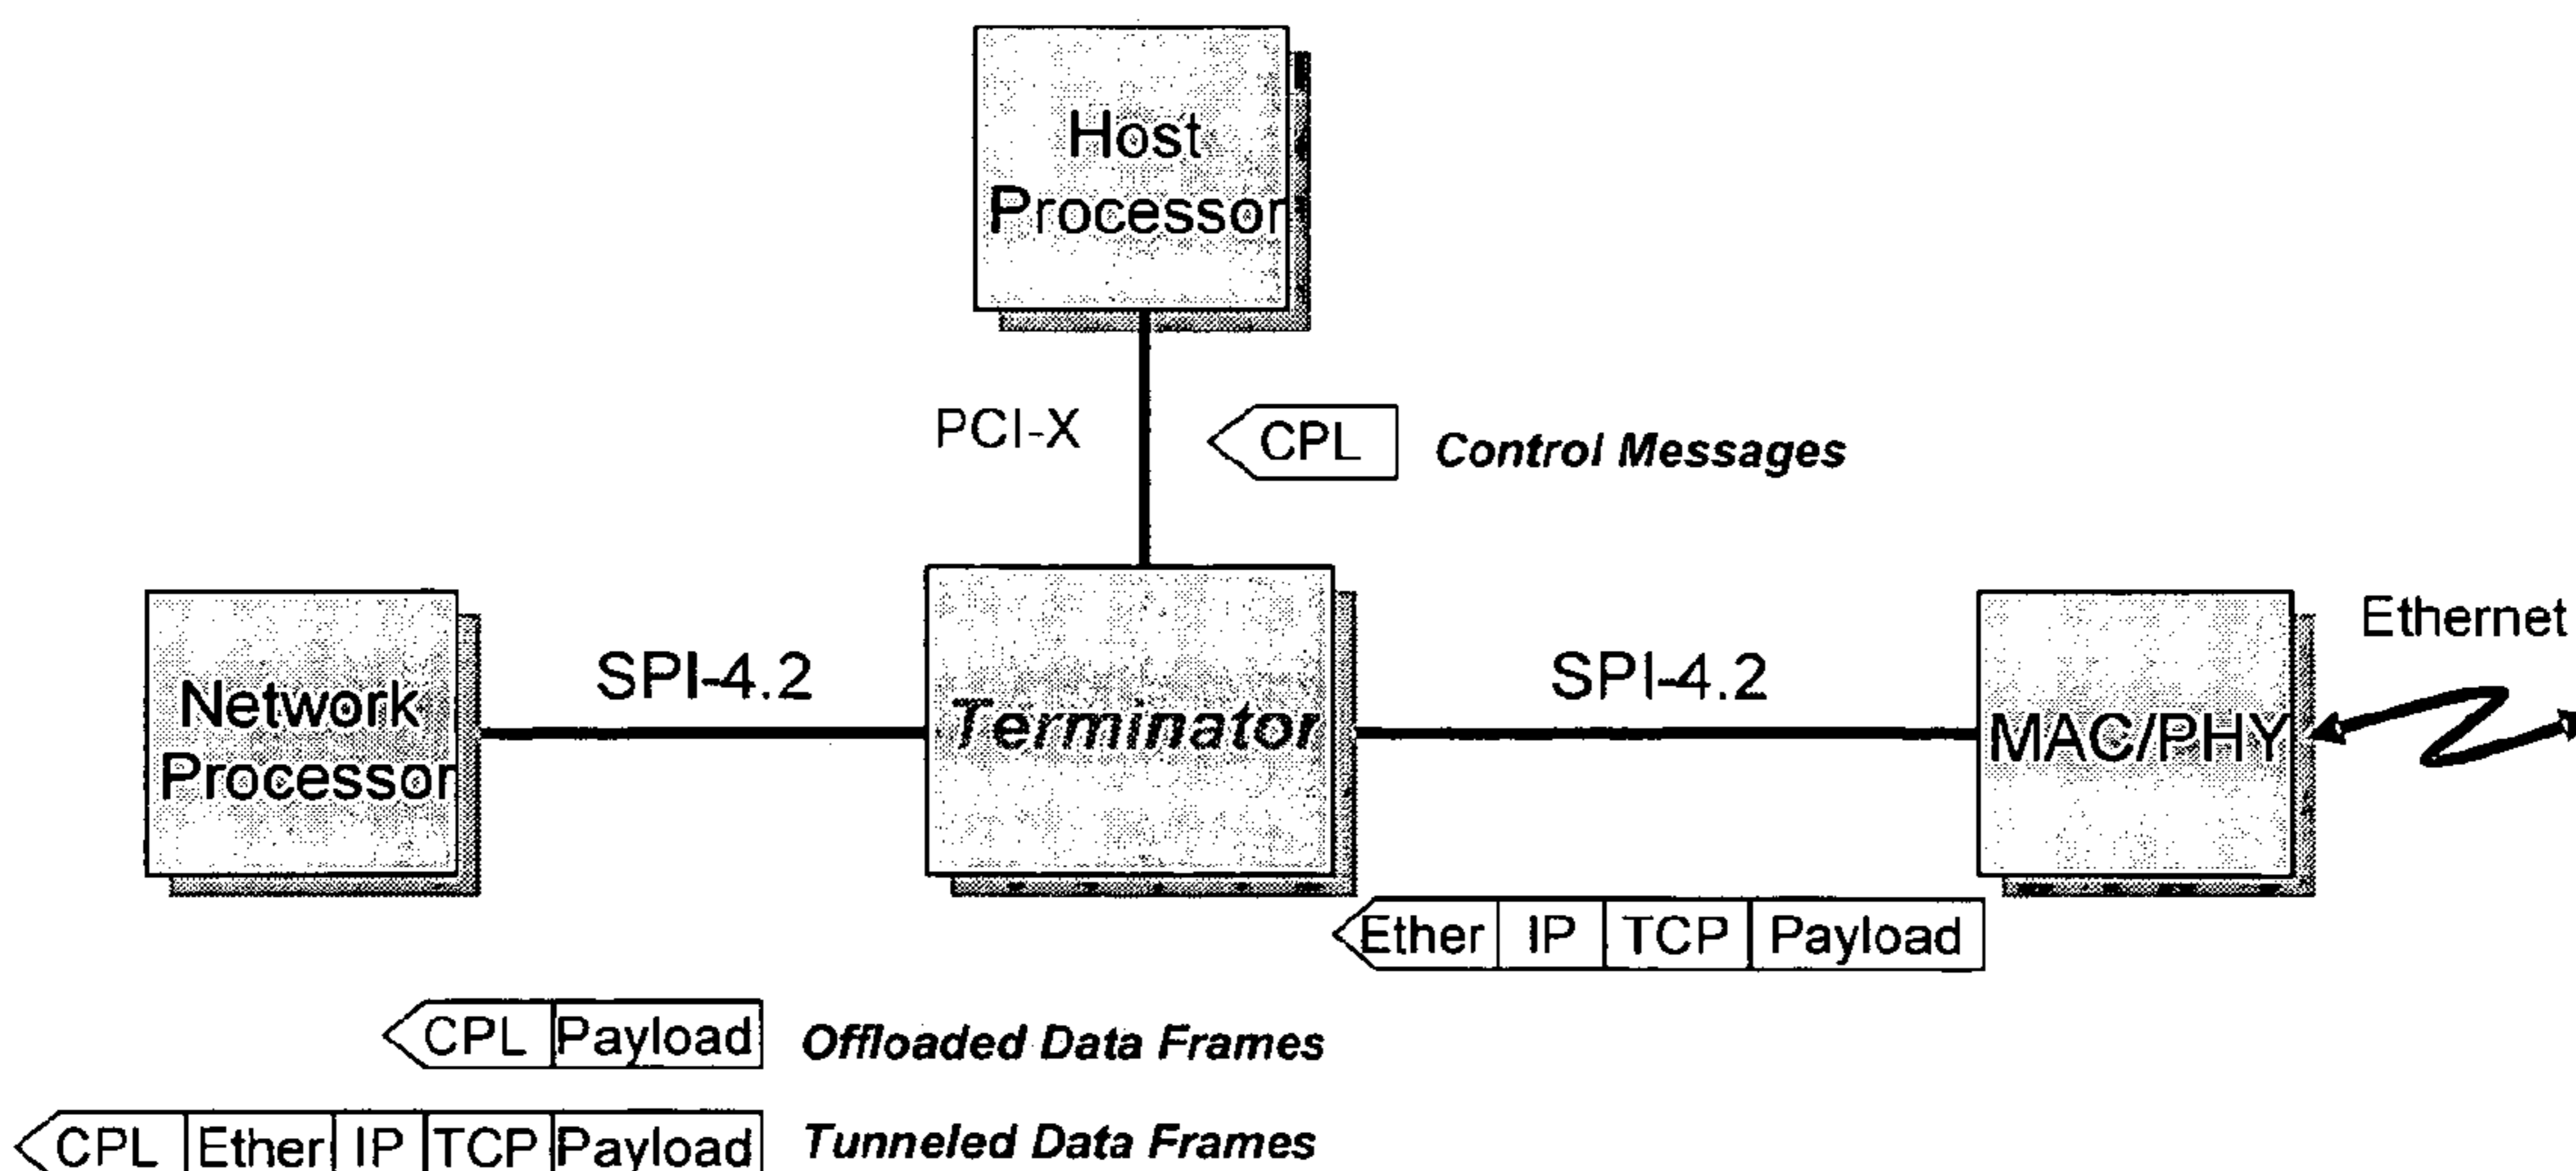 Host
Processor
PCI-X
CPL
Control Messages
Network
Processor
SPI-4.2
Terminator
SPI-4.2
MAC/PHY
Ethernet
Ether IP TCP Payload
CPL Payload
Offloaded Data Frames
CPL Ether IP TCP Payload
Tunneled Data Frames